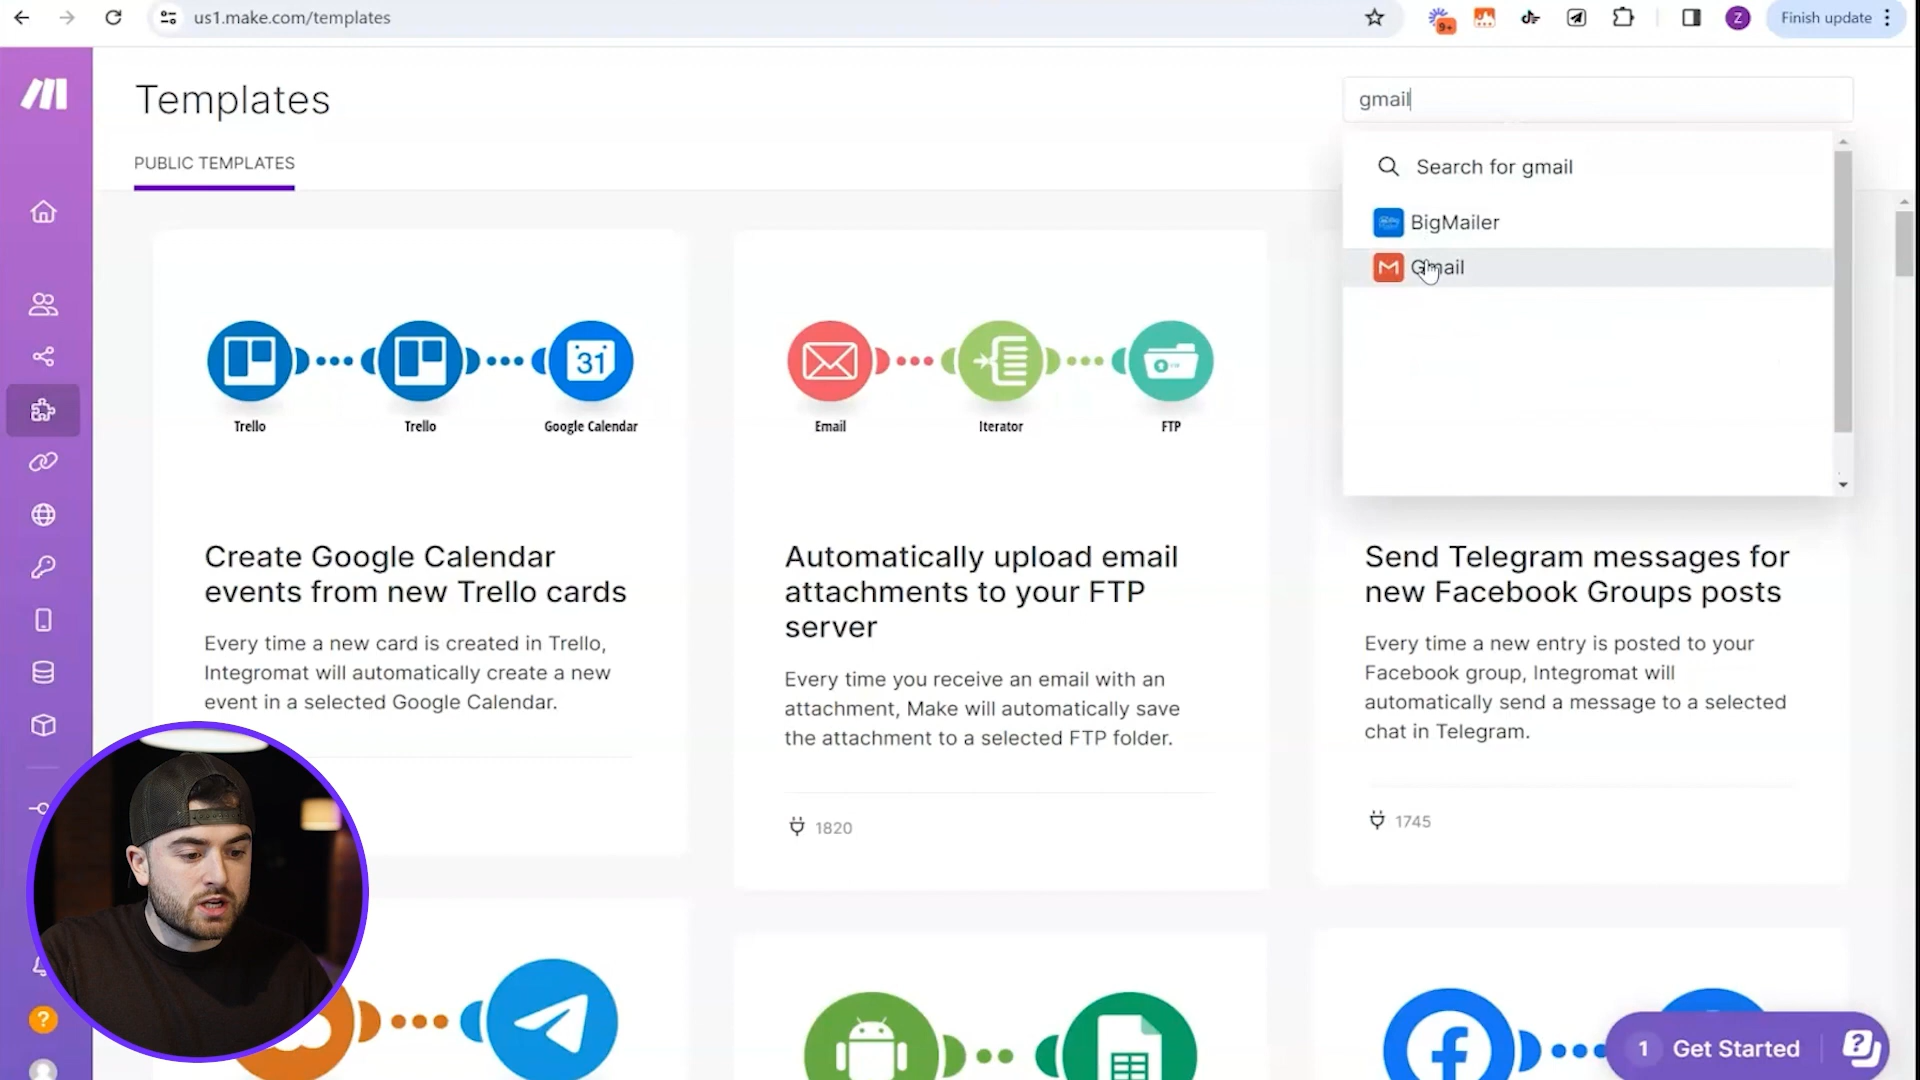 us1.make.com/templates
9+
Z
Finish update
Templates
gmail
PUBLIC TEMPLATES
Search for gmail
BigMailer
Gmail
31
Trello
Trello
Google Calendar
Email
Iterator
FTP
Create Google Calendar
events from new Trello cards
Every time a new card is created in Trello,
Integromat will automatically create a new
event in a selected Google Calendar.
Automatically upload email
attachments to your FTP
server
Every time you receive an email with an
attachment, Make will automatically save
the attachment to a selected FTP folder.
1820
Send Telegram messages for
new Facebook Groups posts
Every time a new entry is posted to your
Facebook group, Integromat will
automatically send a message to a selected
chat in Telegram.
1745
?
1 Get Started
?